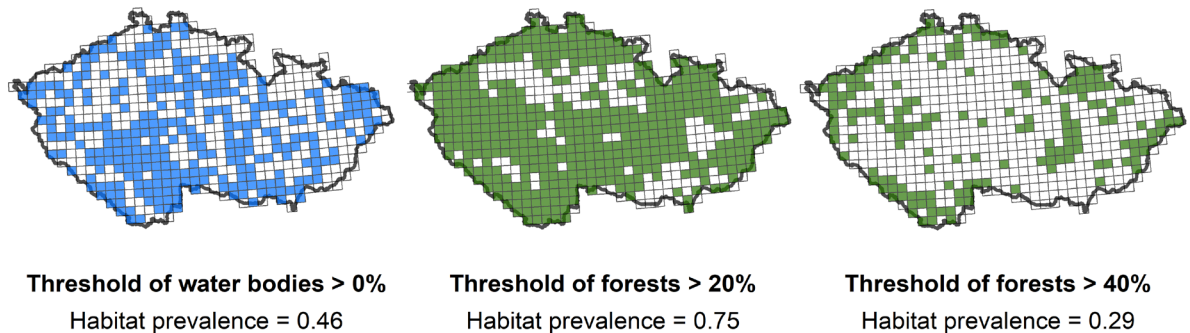 Threshold of water bodies > 0%
Habitat prevalence = 0.46
Threshold of forests > 20%
Habitat prevalence = 0.75
Threshold of forests > 40%
Habitat prevalence = 0.29